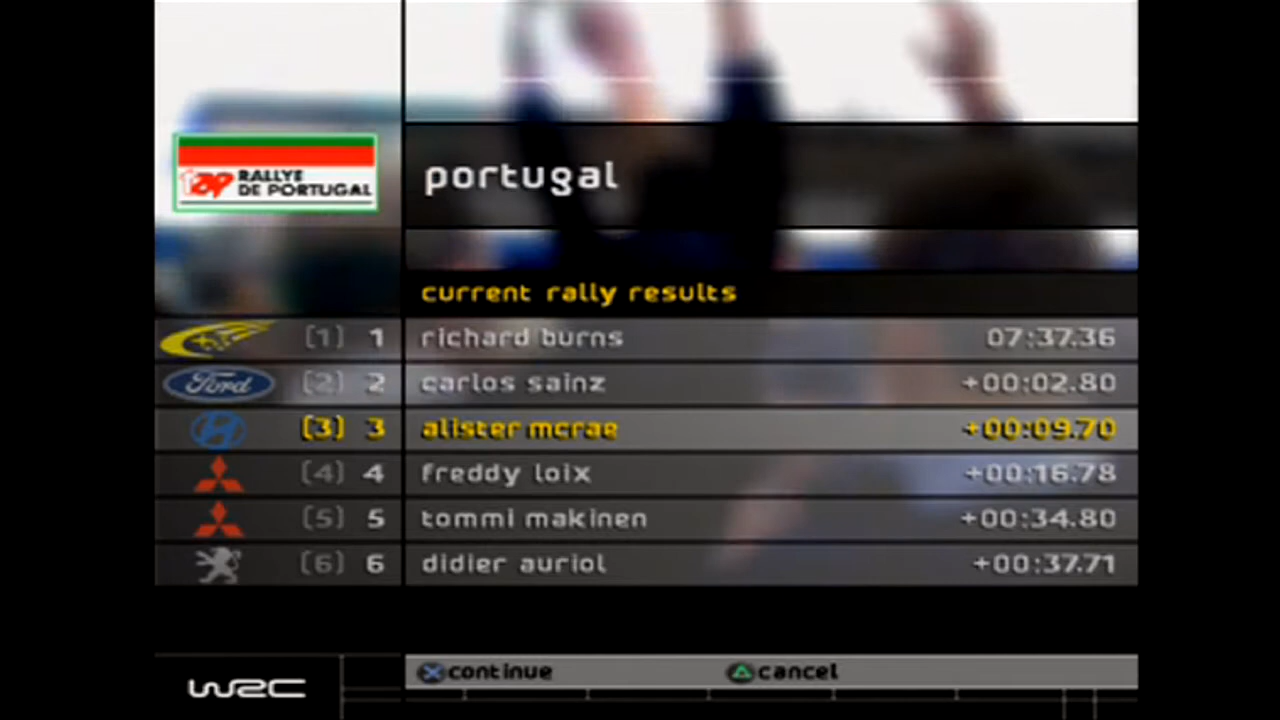 tap RALLYE
DE PORTUGAL
portugal
current rally results
(1) 1 richard burns 07:37.36
Ford (2) 2 carlos sainz +00:02.80
(3) 3 alister mcrae +00:09.70
(4) 4 freddy loix +00:16.78
(5) 5 tommi makinen +00:34.80
(6) 6 didier auriol +00:37.71
continue cancel
WRC